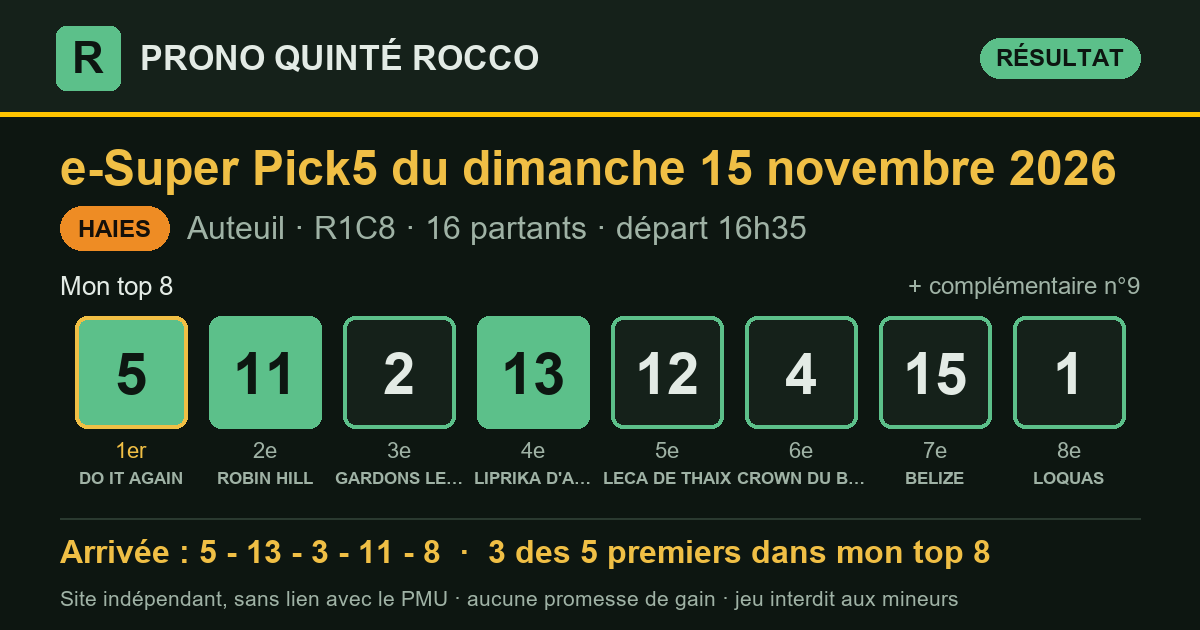 R PRONO QUINTÉ ROCCO RÉSULTAT
e-Super Pick5 du dimanche 15 novembre 2026
HAIES Auteuil · R1C8 · 16 partants · départ 16h35
Mon top 8 + complémentaire n°9
5 11 2 13 12 4 15 1
1er 2e 3e 4e 5e 6e 7e 8e
DO IT AGAIN ROBIN HILL GARDONS LE... LIPRIKA D'A... LECA DE THAIX CROWN DU B... BELIZE LOQUAS
Arrivée : 5 - 13 - 3 - 11 - 8 · 3 des 5 premiers dans mon top 8
Site indépendant, sans lien avec le PMU · aucune promesse de gain · jeu interdit aux mineurs